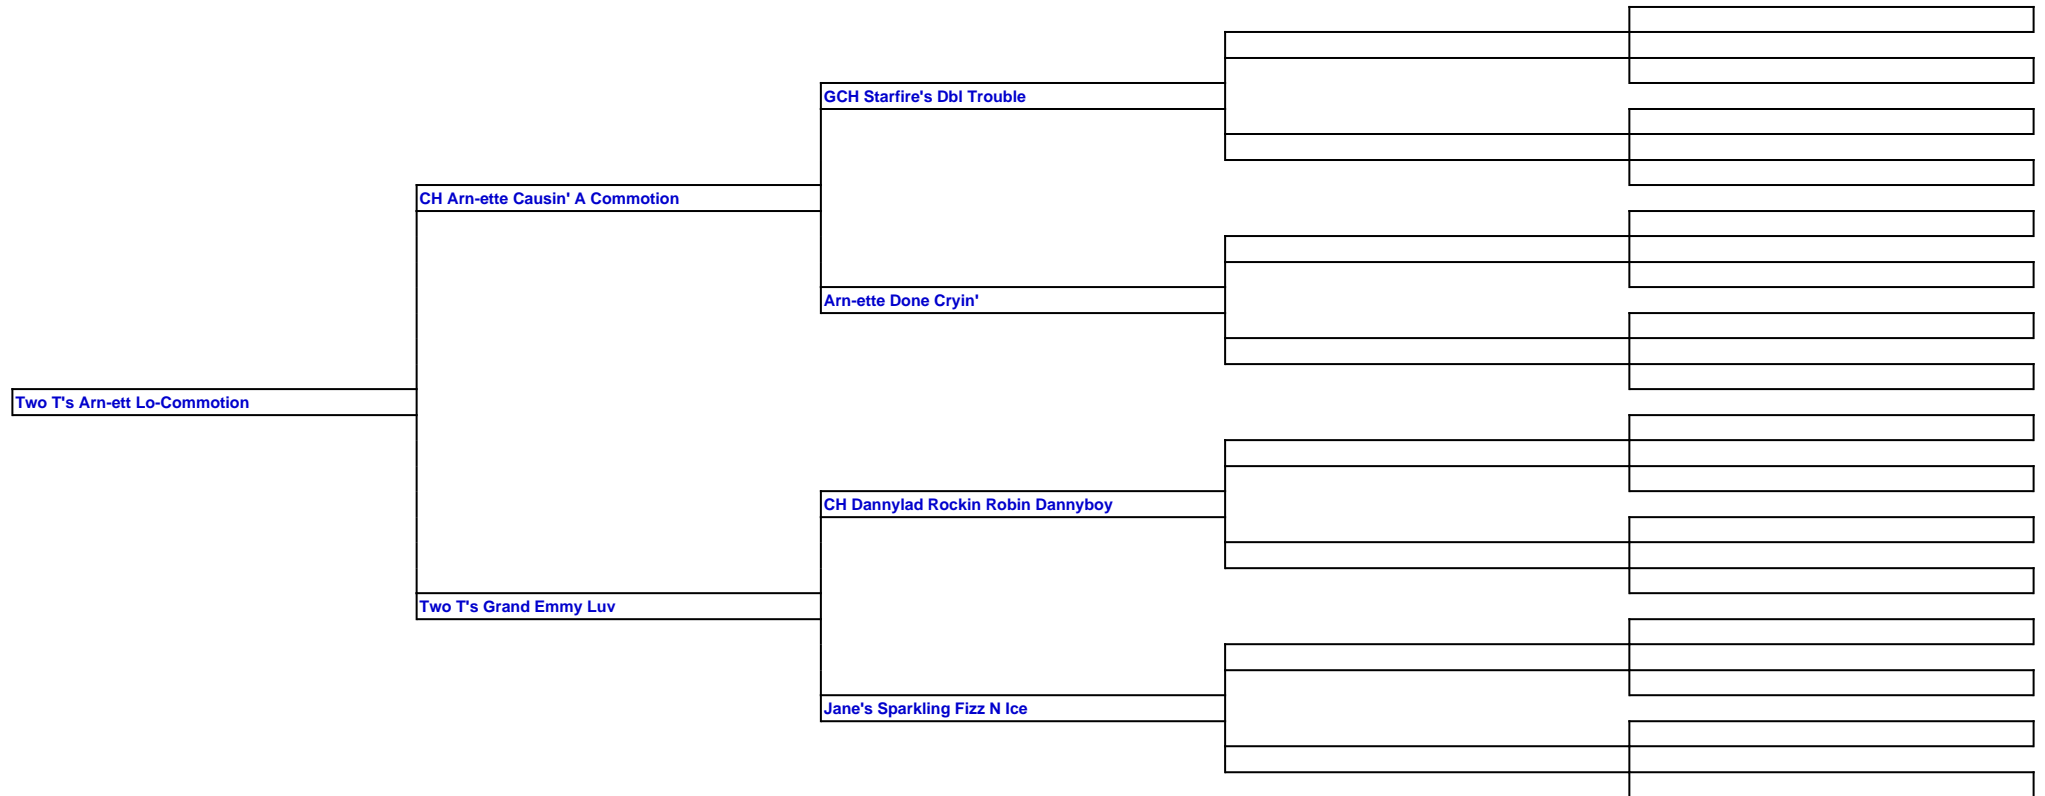 GCH Starfire's Dbl Trouble
CH Arn-ette Causin' A Commotion
Arn-ette Done Cryin'
Two T's Arn-ett Lo-Commotion
CH Dannylad Rockin Robin Dannyboy
Two T's Grand Emmy Luv
Jane's Sparkling Fizz N Ice